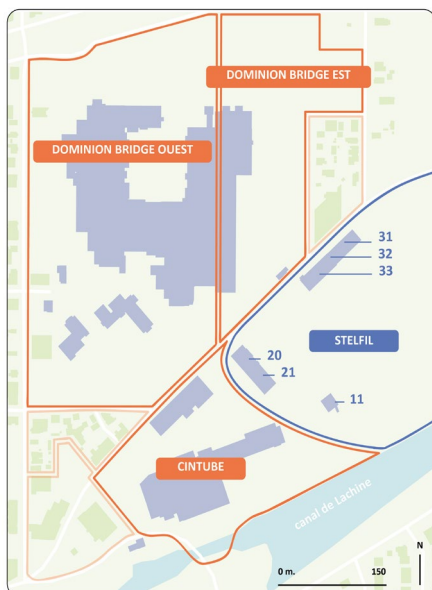 DOMINION BRIDGE EST
DOMINION BRIDGE OUEST
31
32
33
STELFIL
20
21
11
CINTUBE
canal de Lachine
N
0 m. 150